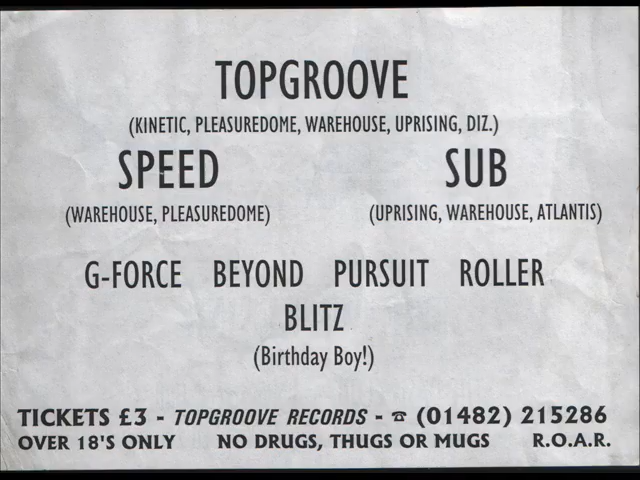 TOPGROOVE
(KINETIC, PLEASUREDOME, WAREHOUSE, UPRISING, DIZ.)
SPEED SUB
(WAREHOUSE, PLEASUREDOME) (UPRISING, WAREHOUSE, ATLANTIS)
G-FORCE BEYOND PURSUIT ROLLER
BLITZ
(Birthday Boy!)
TICKETS £3 - TOPGROOVE RECORDS - ☎ (01482) 215286
OVER 18'S ONLY NO DRUGS, THUGS OR MUGS R.O.A.R.